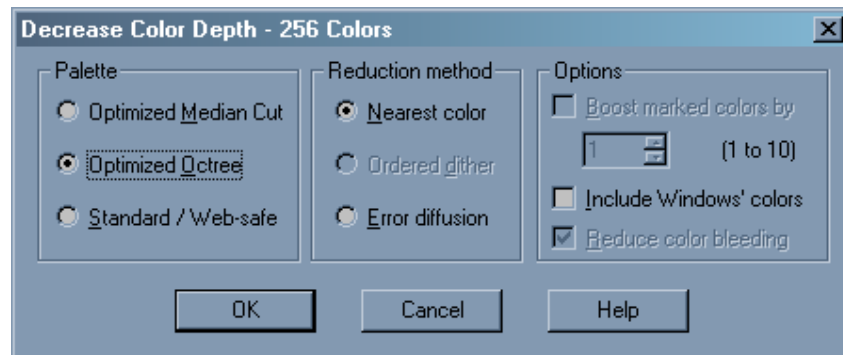 Decrease Color Depth - 256 Colors
Palette
Optimized Median Cut
Optimized Octree
Standard / Web-safe
Reduction method
Nearest color
Ordered dither
Error diffusion
Options
Boost marked colors by
1 (1 to 10)
Include Windows' colors
Reduce color bleeding
OK Cancel Help